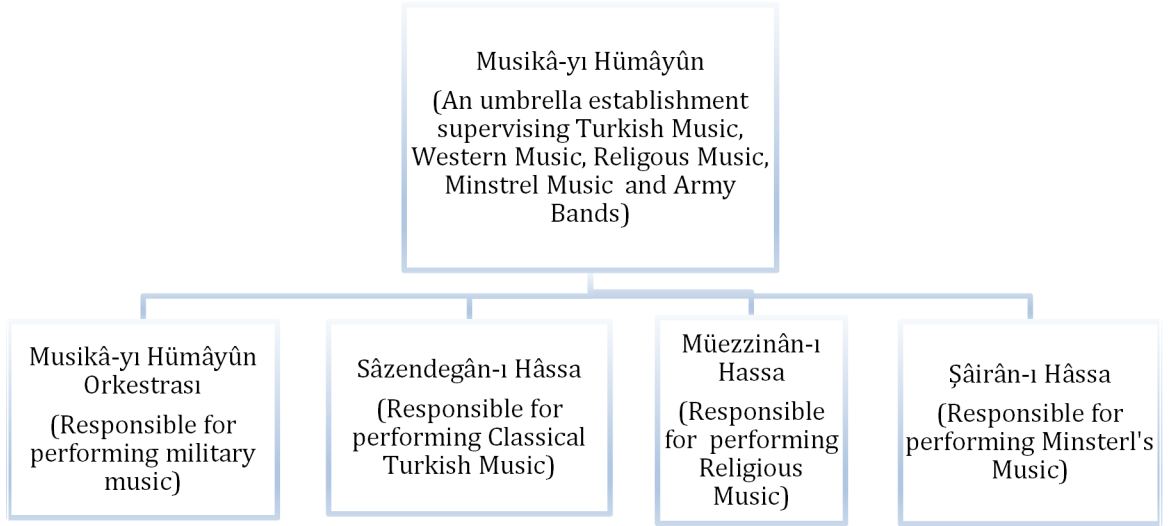 Musikâ-yı Hümâyûn
(An umbrella establishment
supervising Turkish Music,
Western Music, Religous Music,
Minstrel Music and Army
Bands)
Musikâ-yı Hümâyûn
Orkestrası
(Responsible for
performing military
music)
Sâzendegân-ı Hâssa
(Responsible for
performing Classical
Turkish Music)
Müezzinân-ı
Hassa
(Responsible
for performing
Religious
Music)
Şâirân-ı Hâssa
(Responsible for
performing Minsterl's
Music)